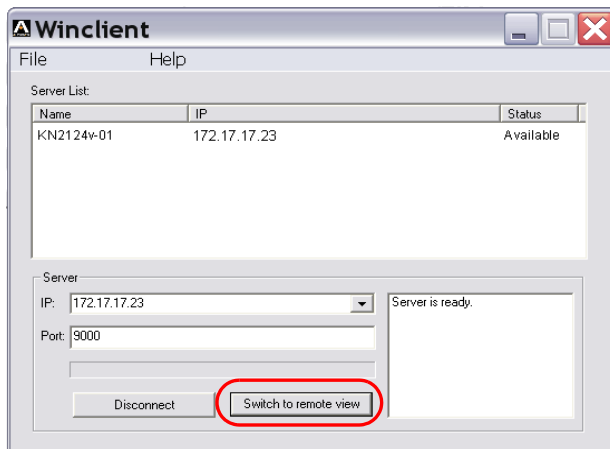 Winclient
File Help
Server List:
Name IP Status
KN2124v-01 172.17.17.23 Available
Server
IP: 172.17.17.23 Server is ready.
Port: 9000
Disconnect Switch to remote view